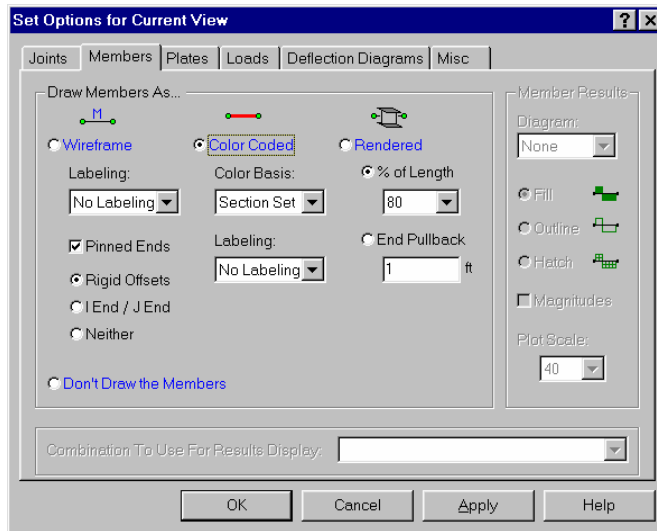 Set Options for Current View
Joints Members Plates Loads Deflection Diagrams Misc
Draw Members As...
M
Wireframe Color Coded Rendered
Labeling: Color Basis: % of Length
No Labeling Section Set 80
Pinned Ends Labeling: End Pullback
No Labeling 1 ft
Rigid Offsets
I End / J End
Neither
Don't Draw the Members
Member Results
Diagram:
None
Fill
Outline
Hatch
Magnitudes
Plot Scale:
40
Combination To Use For Results Display:
OK Cancel Apply Help